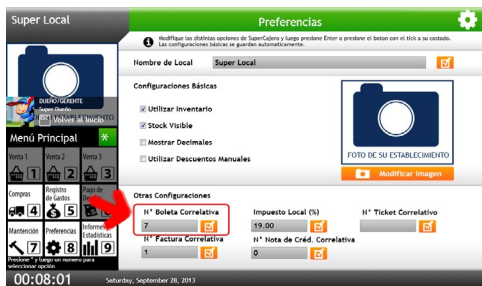 Super Local
Preferencias
Modifique las distintas opciones de SuperCajero y luego presione Enter o presione el boton con el tick a su costado.
Las configuraciones básicas se guardan automaticamente.
Nombre de Local
Super Local
Configuraciones Básicas
Utilizar Inventario
Stock Visible
Mostrar Decimales
Utilizar Descuentos Manuales
FOTO DE SU ESTABLECIMIENTO
Modificar Imagen
DUEÑO/GERENTE
Super Dueño
Volver al Inicio
Menú Principal
*
Venta 1
Venta 2
Venta 3
1
2
3
Compras
Registro de Gastos
Pago de
4
5
Mantención
Preferencias
Informes
Estadísticas
7
8
9
Presione * y
luego un numero para
seleccionar opción
Otras Configuraciones
N° Boleta Correlativa
Impuesto Local (%)
N° Ticket Correlativo
7
19.00
N° Factura Correlativa
N° Nota de Créd. Correlativa
1
0
00:08:01
Saturday, September 28, 2013